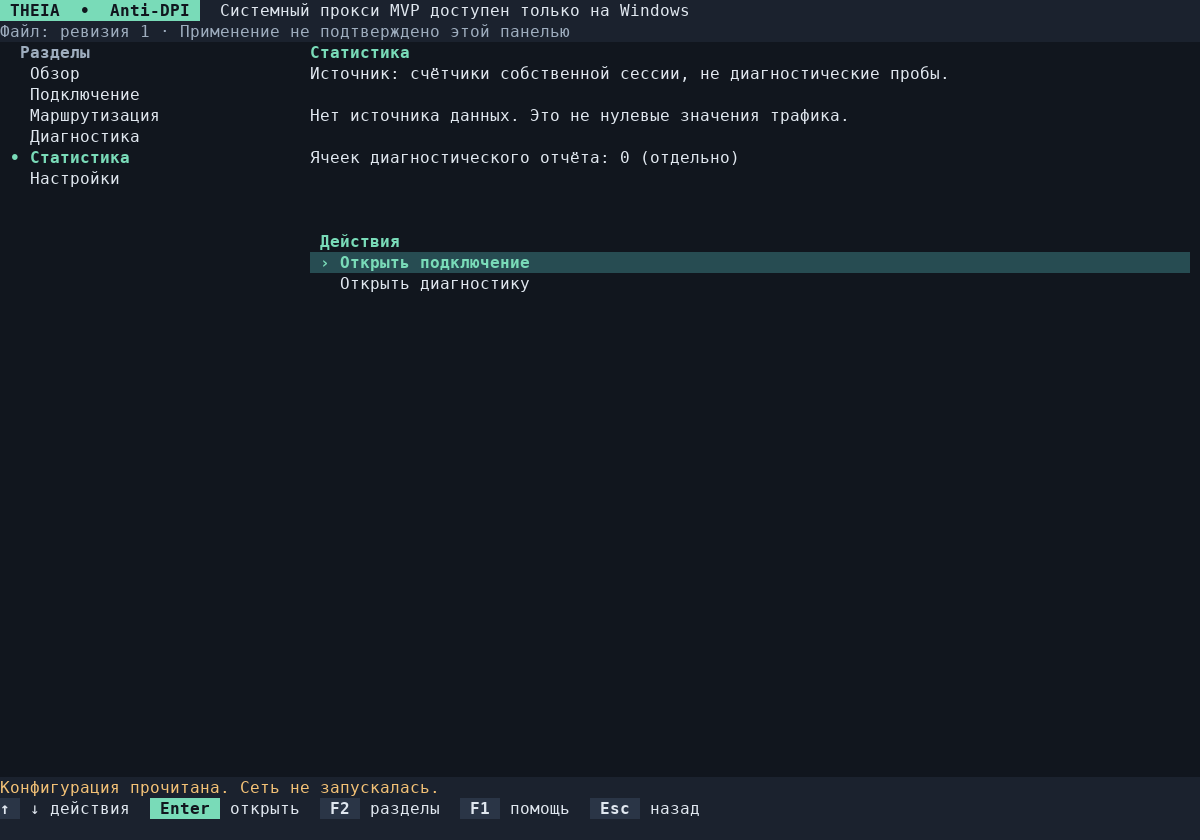 THEIA • Anti-DPI Системный прокси MVP доступен только на Windows
Файл: ревизия 1 · Применение не подтверждено этой панелью
Разделы
Обзор
Подключение
Маршрутизация
Диагностика
• Статистика
Настройки
Статистика
Источник: счётчики собственной сессии, не диагностические пробы.
Нет источника данных. Это не нулевые значения трафика.
Ячеек диагностического отчёта: 0 (отдельно)
Действия
› Открыть подключение
Открыть диагностику
Конфигурация прочитана. Сеть не запускалась.
↑ ↓ действия Enter открыть F2 разделы F1 помощь Esc назад